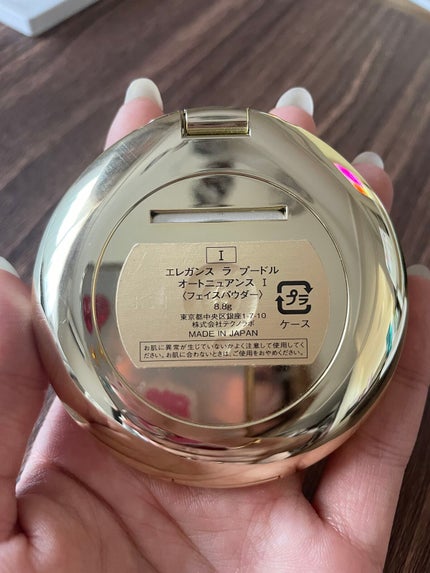 I
エレガンス ラ プードル
オートニュアンス I
〈フェイスパウダー〉
8.8g
東京都中央区銀座1-7-10
株式会社テクノラボ
MADE IN JAPAN
プラ
ケース
お肌に異常が生じていないかよく注意して使用してく
ださい。お肌に合わないときは、ご使用をおやめください。